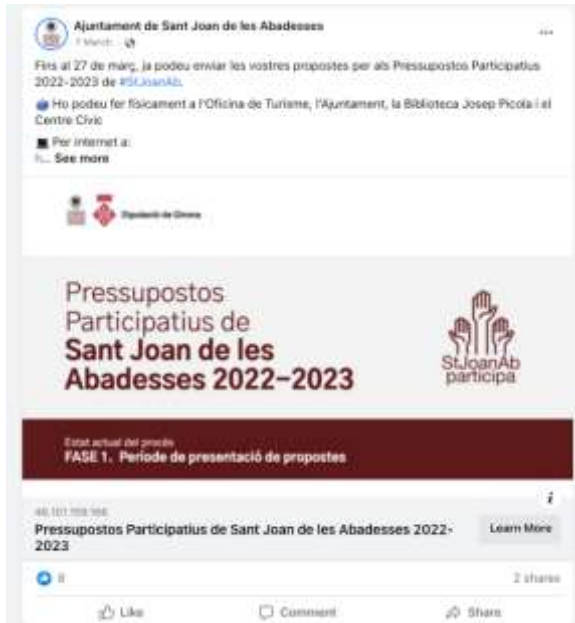 Ajuntament de Sant Joan de les Abadesses
7 March
Fins al 27 de març, ja podeu enviar les vostres propostes per als Pressupostos Participatius
2022-2023 de #StJoanAb.
Ho podeu fer físicament a l'Oficina de Turisme, l'Ajuntament, la Biblioteca Josep Picola i el
Centre Cívic
Per internet a:
h... See more
Diputació de Girona
Pressupostos
Participatius de
Sant Joan de les
Abadesses 2022–2023
StJoanAb
participa
Estat actual del procés
FASE 1. Període de presentació de propostes
i
Pressupostos Participatius de Sant Joan de les Abadesses 2022-
2023
Learn More
8
2 shares
Like
Comment
Share